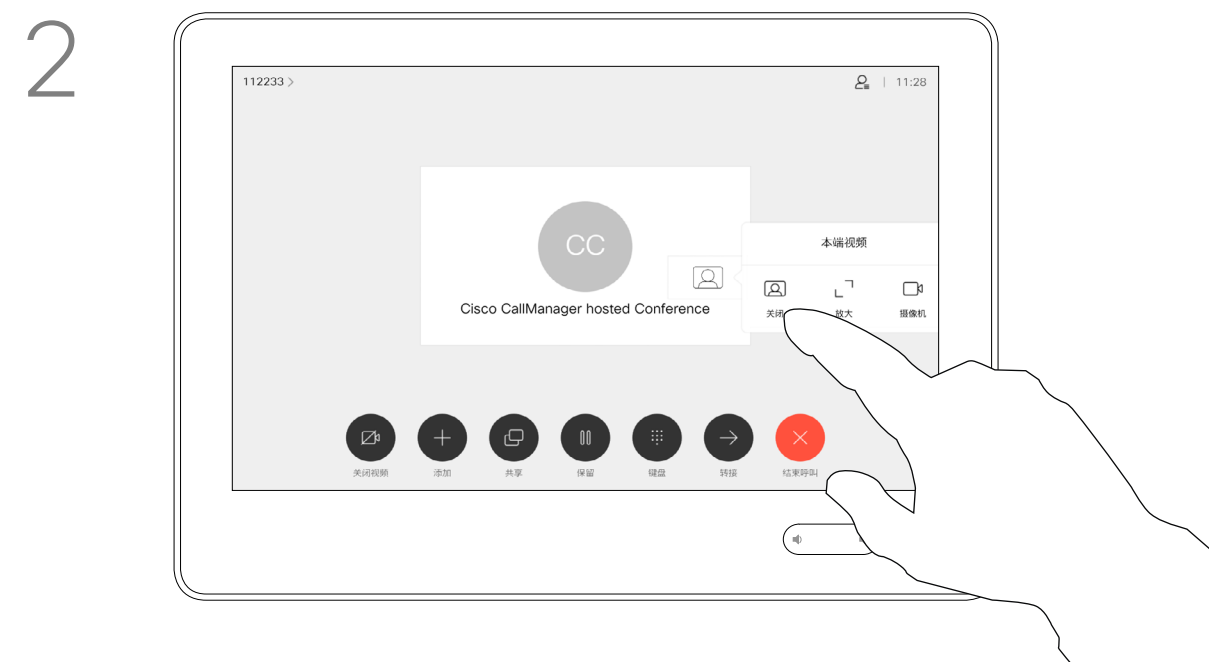 2
112233 >
11:28
CC
本端视频
Cisco CallManager hosted Conference
关闭
放大
摄像机
关闭视频
添加
共享
保留
键盘
转接
结束呼叫